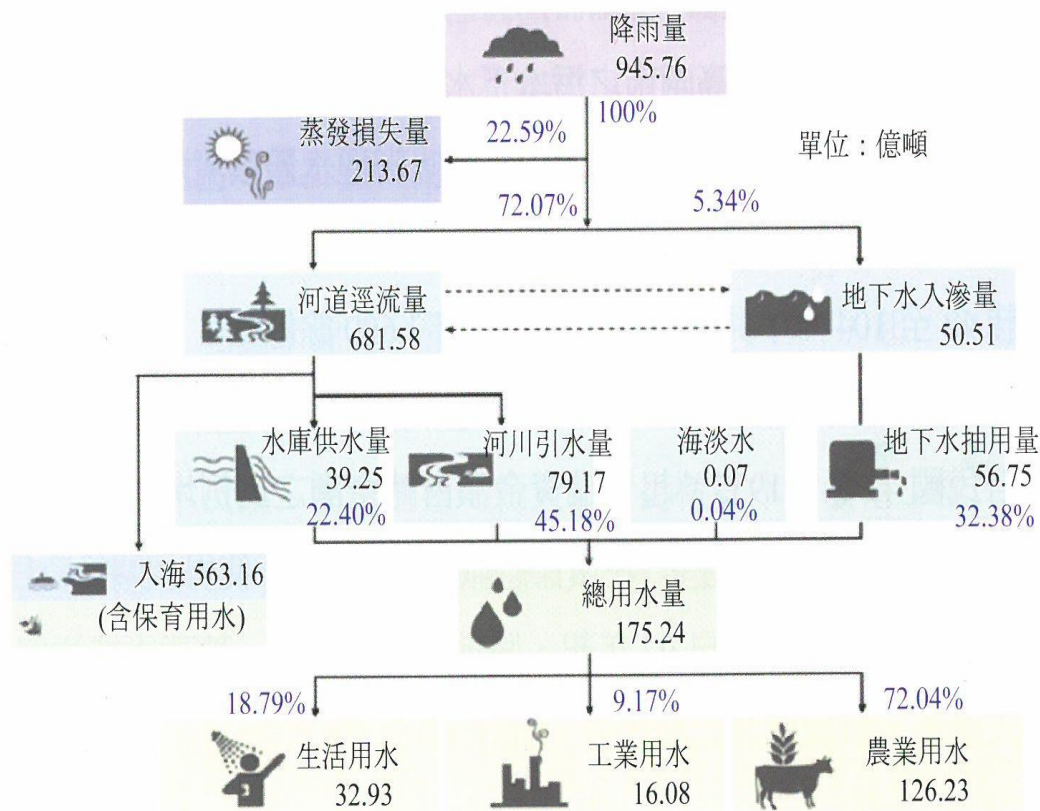 降雨量
945.76
100%
22.59%
蒸發損失量
213.67
單位：億噸
72.07%
5.34%
河道逕流量
681.58
地下水入滲量
50.51
水庫供水量
39.25
22.40%
河川引水量
79.17
45.18%
海淡水
0.07
0.04%
地下水抽用量
56.75
32.38%
入海 563.16
(含保育用水)
總用水量
175.24
18.79%
9.17%
72.04%
生活用水
32.93
工業用水
16.08
農業用水
126.23